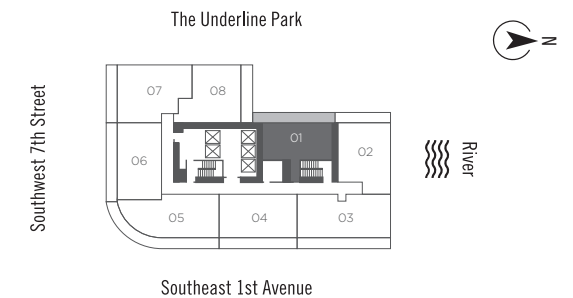 The Underline Park
N
Southwest 7th Street
07
08
01
02
06
River
05
04
03
Southeast 1st Avenue